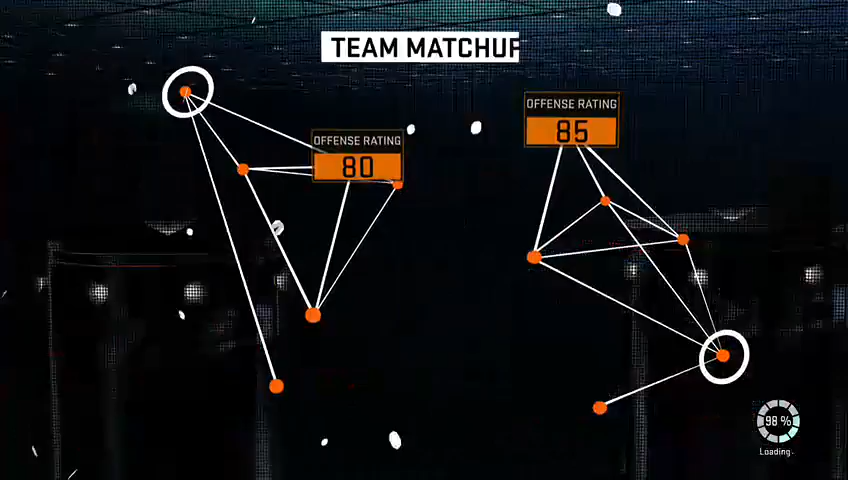 TEAM MATCHUP
OFFENSE RATING
85
OFFENSE RATING
80
98 %
Loading.